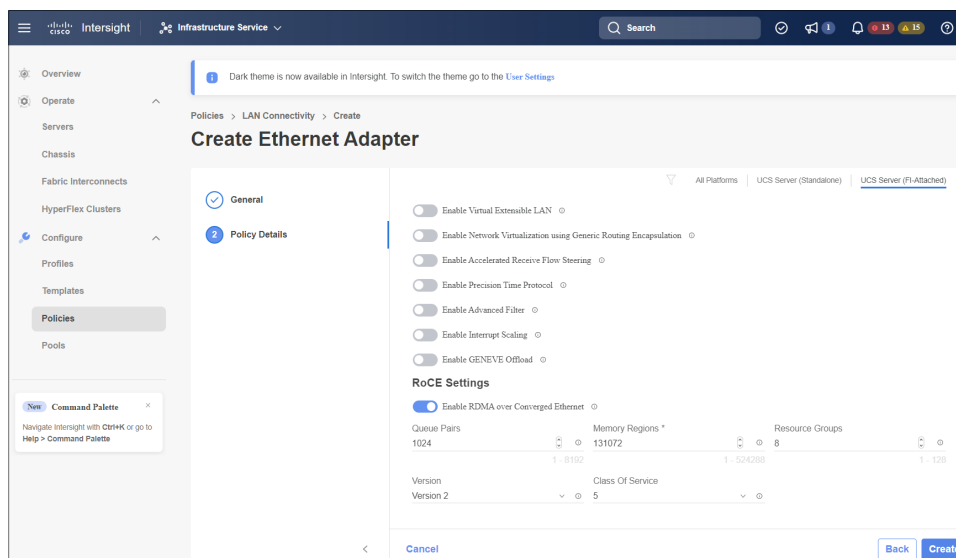 CISCO
Intersight
Infrastructure Service
Search
1
13
15
Overview
Operate
Servers
Chassis
Fabric Interconnects
HyperFlex Clusters
Configure
Profiles
Templates
Policies
Pools
New Command Palette ×
Navigate Intersight with Ctrl+K or go to
Help > Command Palette
Dark theme is now available in Intersight. To switch the theme go to the User Settings
Policies > LAN Connectivity > Create
Create Ethernet Adapter
General
2 Policy Details
All Platforms | UCS Server (Standalone) | UCS Server (FI-Attached)
Enable Virtual Extensible LAN
Enable Network Virtualization using Generic Routing Encapsulation
Enable Accelerated Receive Flow Steering
Enable Precision Time Protocol
Enable Advanced Filter
Enable Interrupt Scaling
Enable GENEVE Offload
RoCE Settings
Enable RDMA over Converged Ethernet
Queue Pairs Memory Regions * Resource Groups
1024 131072 8
1 - 8192 1 - 524288 1 - 128
Version Class Of Service
Version 2 5
< Cancel Back Create